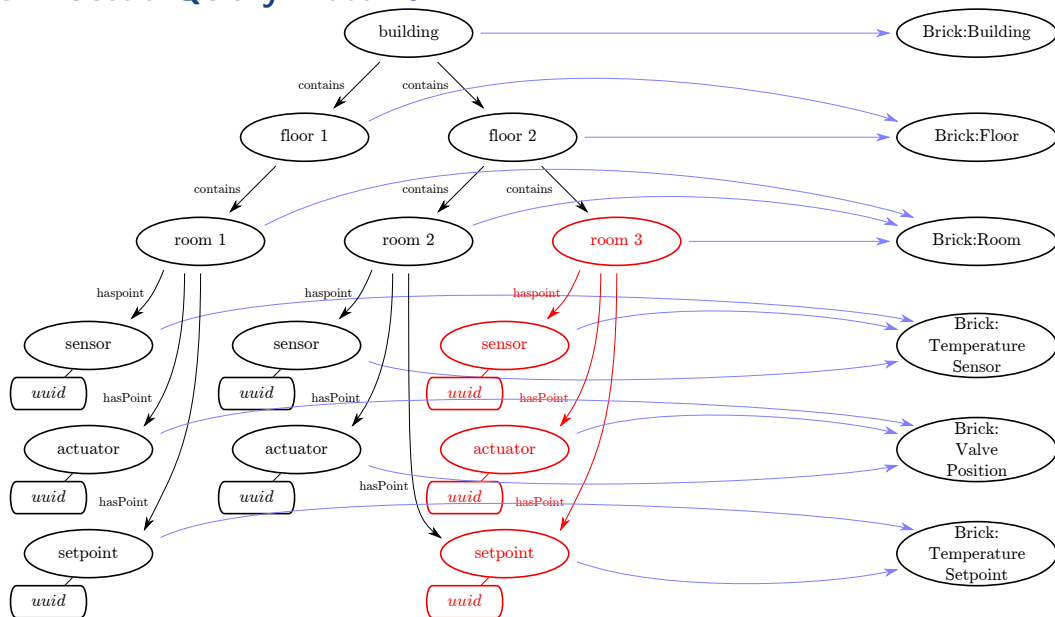 building
Brick:Building
contains
contains
floor 1
floor 2
Brick:Floor
contains
contains
contains
room 1
room 2
room 3
Brick:Room
haspoint
haspoint
haspoint
sensor
sensor
sensor
Brick:
Temperature
Sensor
uuid
uuid
uuid
hasPoint
hasPoint
hasPoint
actuator
actuator
actuator
Brick:
Valve
Position
uuid
uuid
uuid
hasPoint
hasPoint
hasPoint
setpoint
setpoint
Brick:
Temperature
Setpoint
uuid
uuid